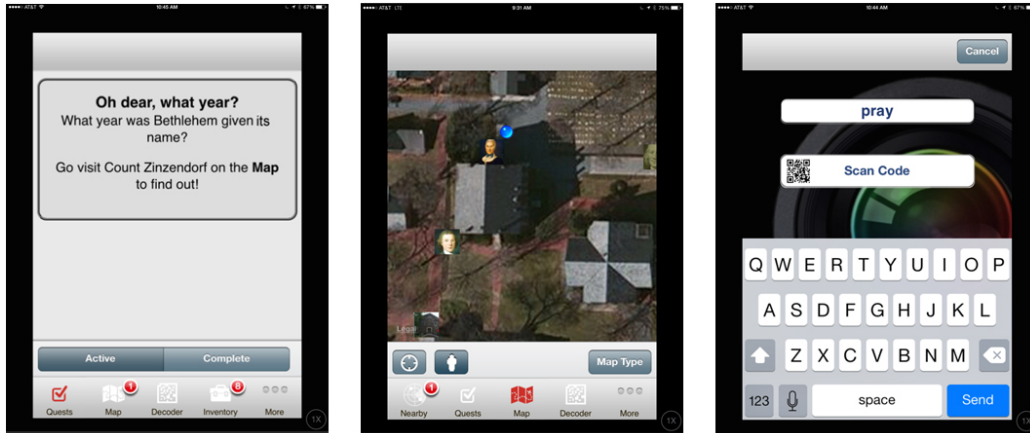 AT&T
10:45 AM
67%
Oh dear, what year?
What year was Bethlehem given its
name?
Go visit Count Zinzendorf on the Map
to find out!
Active
Complete
1
8
Quests
Map
Decoder
Inventory
More
1X
AT&T LTE
9:31 AM
75%
Legal
Map Type
1
Nearby
Quests
Map
Decoder
More
1X
AT&T
10:44 AM
67%
Cancel
pray
Scan Code
Q W E R T Y U I O P
A S D F G H J K L
Z X C V B N M
123
space
Send
1X